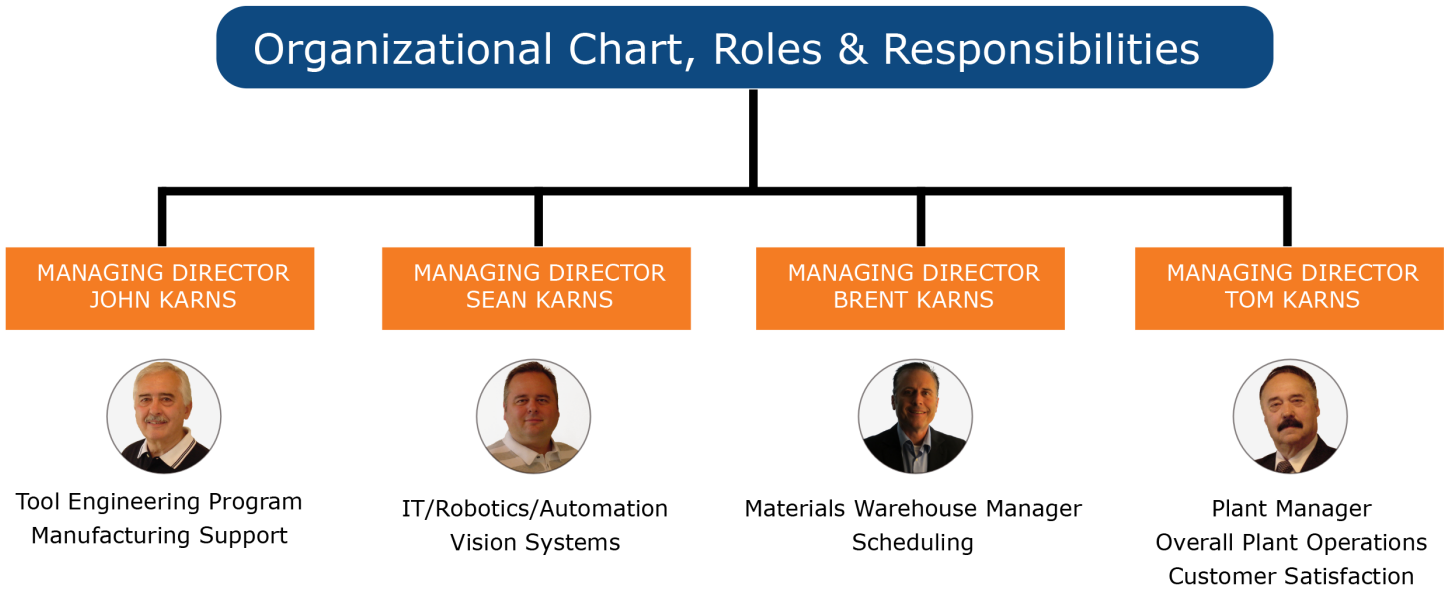 Organizational Chart, Roles & Responsibilities
MANAGING DIRECTOR
JOHN KARNS
MANAGING DIRECTOR
SEAN KARNS
MANAGING DIRECTOR
BRENT KARNS
MANAGING DIRECTOR
TOM KARNS
Tool Engineering Program
Manufacturing Support
IT/Robotics/Automation
Vision Systems
Materials Warehouse Manager
Scheduling
Plant Manager
Overall Plant Operations
Customer Satisfaction